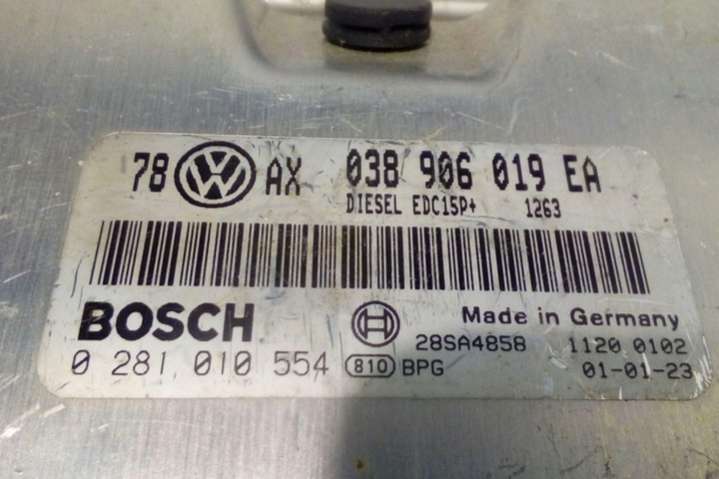 78 VW AX 038 906 019 EA
DIESEL EDC15P+ 1263
BOSCH Made in Germany
28SA4858 1120 0102
0 281 010 554 810 BPG 01-01-23